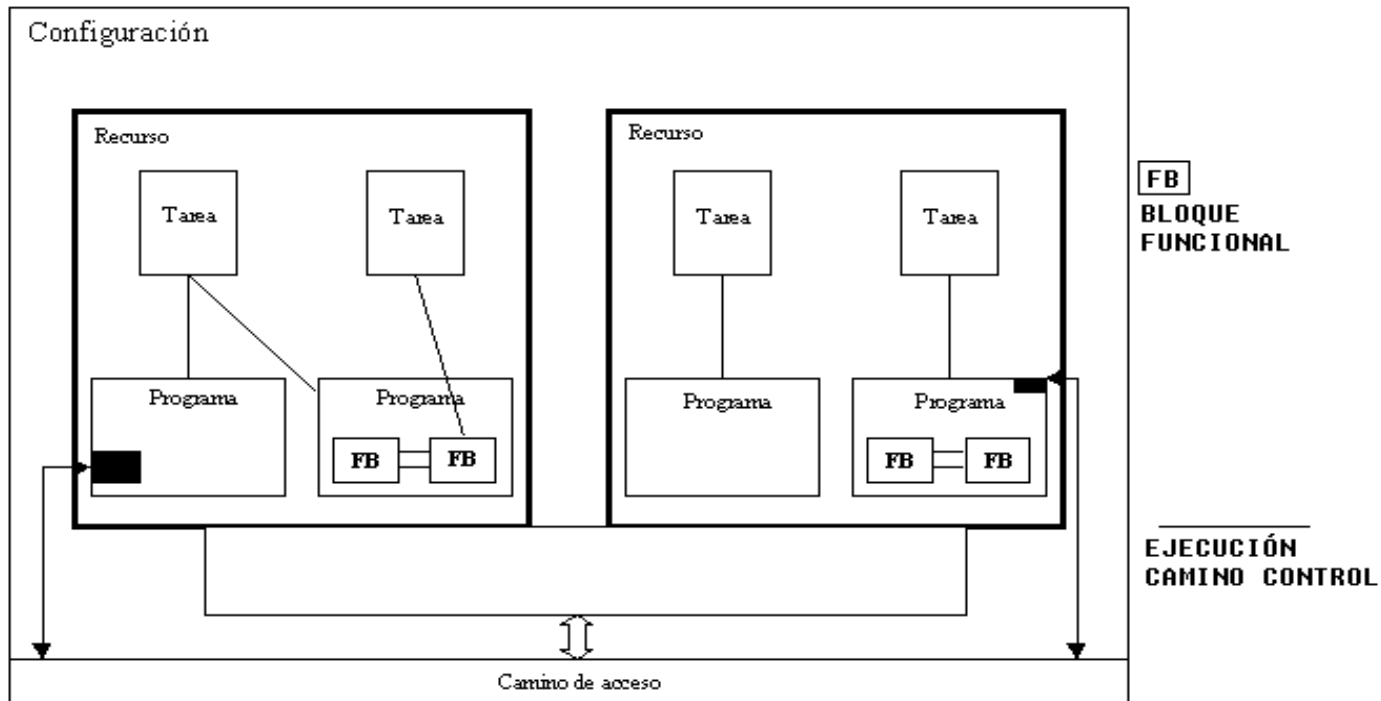 Configuración
Recurso
Recurso
Tarea
Tarea
Tarea
Tarea
FB
BLOQUE
FUNCIONAL
Programa
Programa
Programa
Programa
FB
FB
FB
FB
EJECUCIÓN
CAMINO CONTROL
Camino de acceso